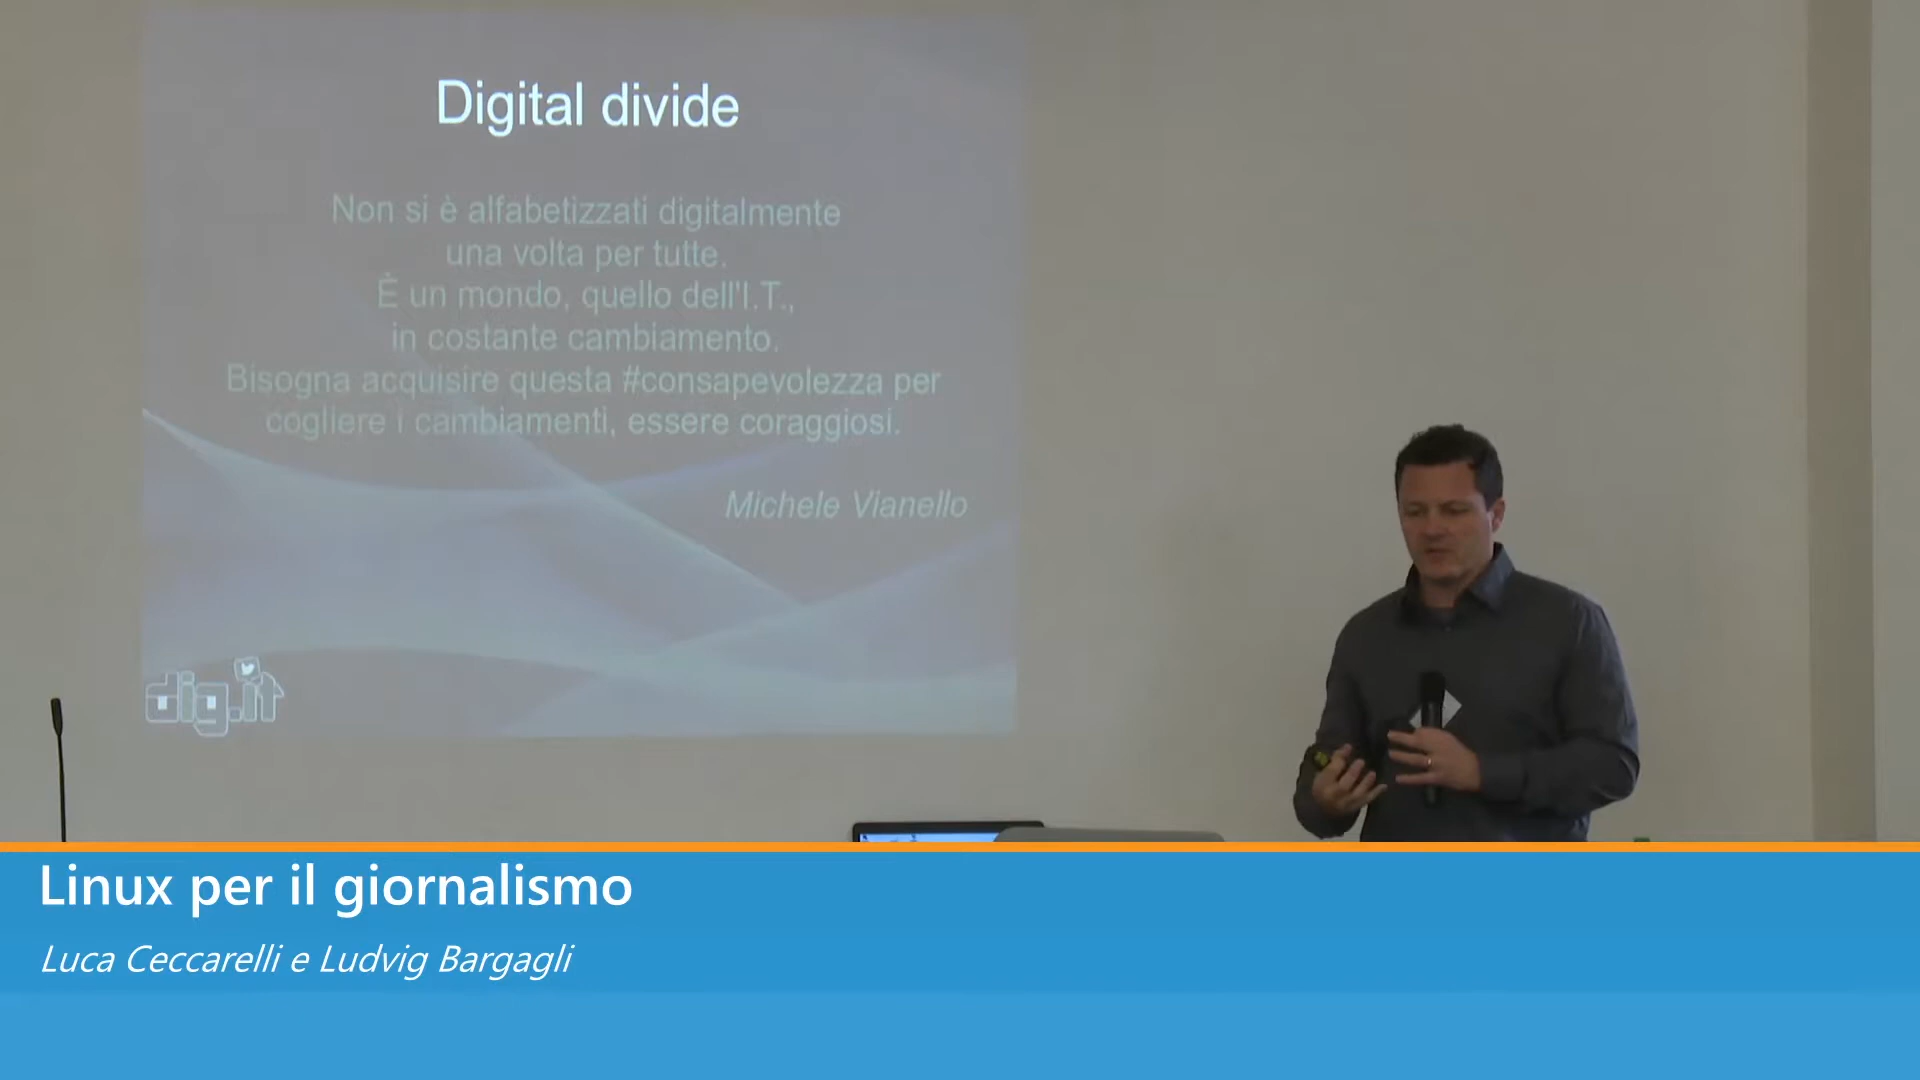 Digital divide
Non si è alfabetizzati digitalmente
una volta per tutte.
È un mondo, quello dell'I.T.,
in costante cambiamento.
Bisogna acquisire questa #consapevolezza per
cogliere i cambiamenti, essere coraggiosi.
Michele Vianello
dig.it
Linux per il giornalismo
Luca Ceccarelli e Ludvig Bargagli